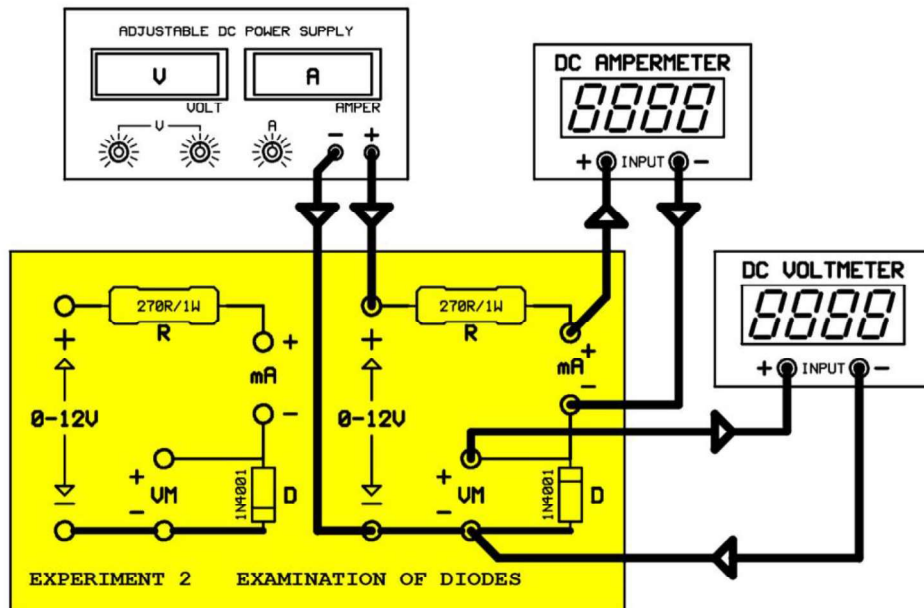 ADJUSTABLE DC POWER SUPPLY
V
A
VOLT
AMPER
V
A
- +
DC AMPERMETER
8888
+ INPUT -
DC VOLTMETER
8888
+ INPUT -
270R/1W
R
+
+
mA
-
0-12V
+
VM
-
-
1N4001
D
270R/1W
R
+
+
mA
-
0-12V
+
VM
-
-
1N4001
D
EXPERIMENT 2 EXAMINATION OF DIODES